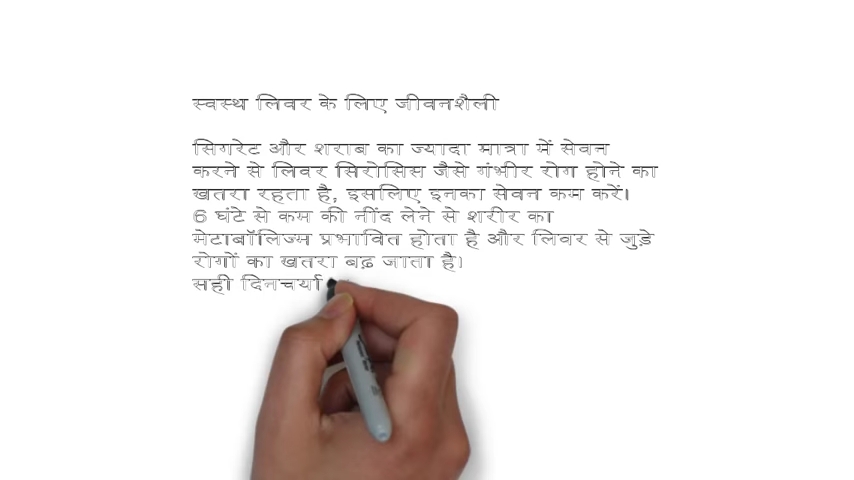 स्वस्थ लिवर के लिए जीवनशैली
सिगरेट और शराब का ज्यादा मात्रा में सेवन
करने से लिवर सिरोसिस जैसे गंभीर रोग होने का
खतरा रहता है, इसलिए इनका सेवन कम करें।
6 घंटे से कम की नींद लेने से शरीर का
मेटाबॉलिज्म प्रभावित होता है और लिवर से जुड़े
रोगों का खतरा बढ़ जाता है।
सही दिनचर्या